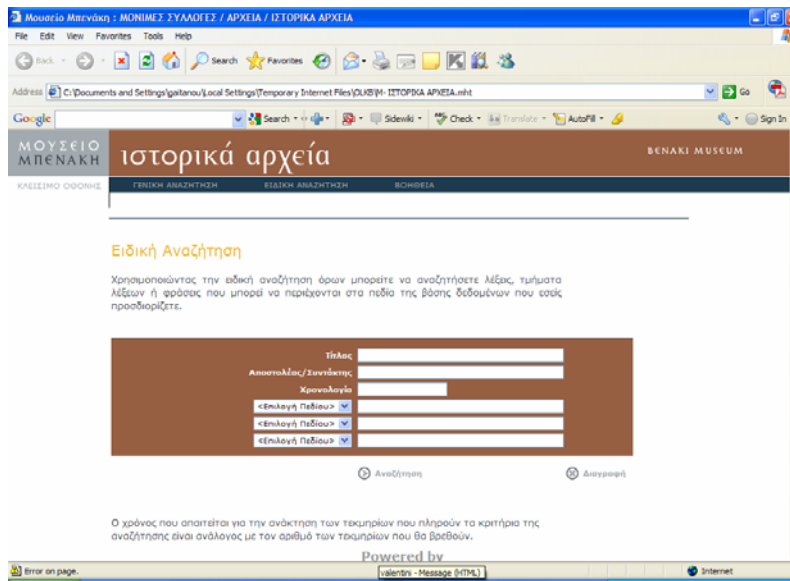 Μουσείο Μπενάκη : ΜΟΝΙΜΕΣ ΣΥΛΛΟΓΕΣ / ΑΡΧΕΙΑ / ΙΣΤΟΡΙΚΑ ΑΡΧΕΙΑ
File Edit View Favorites Tools Help
Back Search Favorites
Address C:\Documents and Settings\gaitanou\Local Settings\Temporary Internet Files\OLKB\M- ΙΣΤΟΡΙΚΑ ΑΡΧΕΙΑ.mht Go
Google Search Sidewiki Check Translate AutoFill Sign In
ΜΟΥΣΕΙΟ
ΜΠΕΝΑΚΗ
ιστορικά αρχεία
BENAKI MUSEUM
ΚΛΕΙΣΙΜΟ ΟΘΟΝΗΣ ΓΕΝΙΚΗ ΑΝΑΖΗΤΗΣΗ ΕΙΔΙΚΗ ΑΝΑΖΗΤΗΣΗ ΒΟΗΘΕΙΑ
Ειδική Αναζήτηση
Χρησιμοποιώντας την ειδική αναζήτηση όρων μπορείτε να αναζητήσετε λέξεις, τμήματα
λέξεων ή φράσεις που μπορεί να περιέχονται στα πεδία της βάσης δεδομένων που εσείς
προσδιορίζετε.
Τίτλος
Αποστολέας/Συντάκτης
Χρονολογία
<Επιλογή Πεδίου>
<Επιλογή Πεδίου>
<Επιλογή Πεδίου>
Αναζήτηση Διαγραφή
Ο χρόνος που απαιτείται για την ανάκτηση των τεκμηρίων που πληρούν τα κριτήρια της
αναζήτησης είναι ανάλογος με τον αριθμό των τεκμηρίων που θα βρεθούν.
Powered by
Error on page. valentini - Message (HTML) Internet